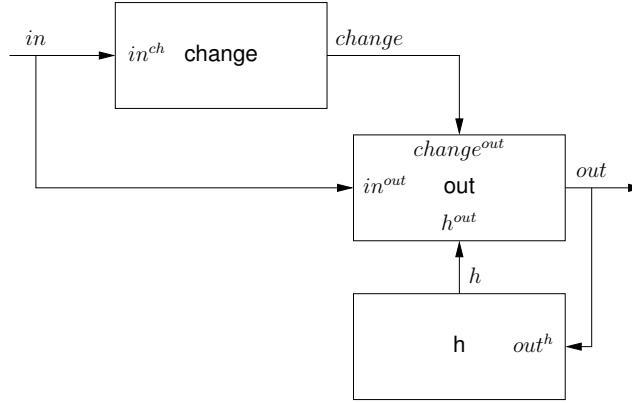 in
change
in^ch change
change^out
in^out out
out
h^out
h
h out^h